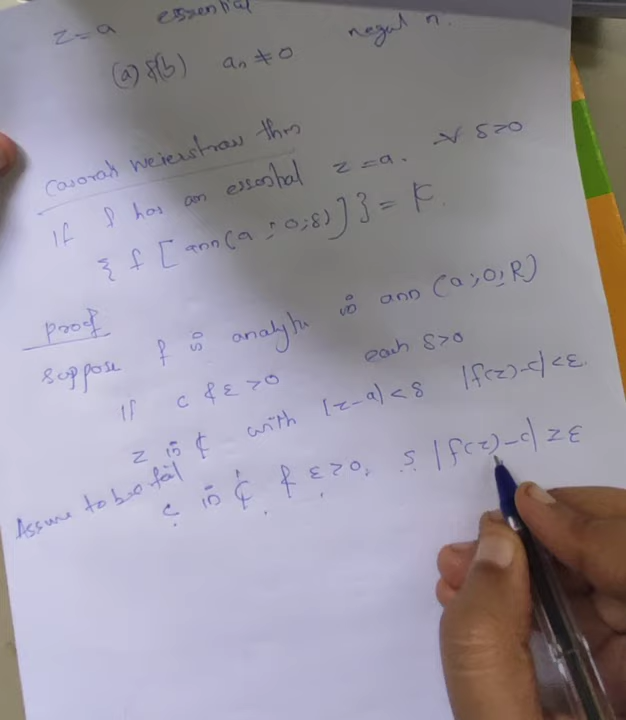 z = a essential
negat n.
(a) & (b) aₙ ≠ 0
Casorati Weierstrass thm
If f has an essential z = a. ∀ δ>0
{ f [ ann(a ; 0; δ) ] } = ℂ.
proof
suppose f is analytic is ann (a ; 0; R)
If c & ε > 0 each δ>0
z in ₵ with |z-a| < δ |f(z)-c| < ε.
Assume to be fail
c in ₵ & ε > 0, |f(z)-c| ≥ ε